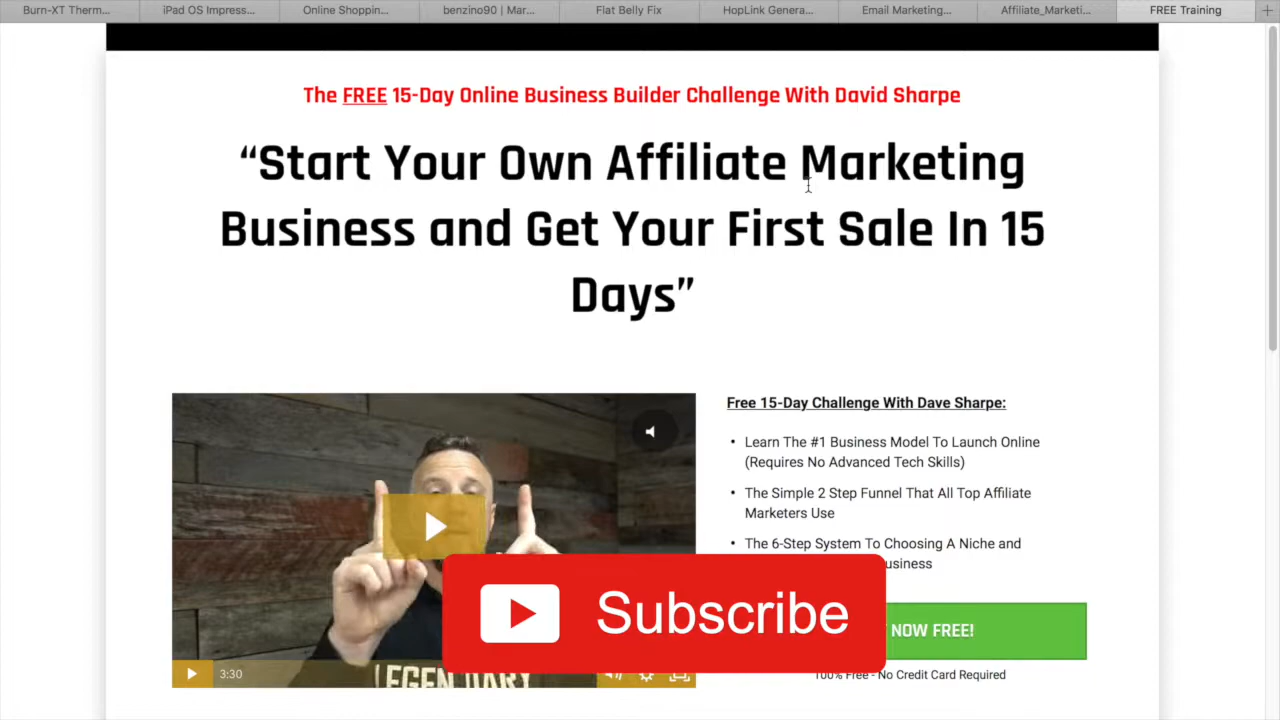 Burn-XT Therm...
iPad OS Impress...
Online Shoppin...
benzino90 | Mar...
Flat Belly Fix
HopLink Genera...
Email Marketing...
Affiliate_Marketi...
FREE Training
The FREE 15-Day Online Business Builder Challenge With David Sharpe
“Start Your Own Affiliate Marketing
Business and Get Your First Sale In 15
Days”
Free 15-Day Challenge With Dave Sharpe:
• Learn The #1 Business Model To Launch Online
(Requires No Advanced Tech Skills)
• The Simple 2 Step Funnel That All Top Affiliate
Marketers Use
• The 6-Step System To Choosing A Niche and
usiness
NOW FREE!
100% Free - No Credit Card Required
LEGENDARY
3:30
Subscribe